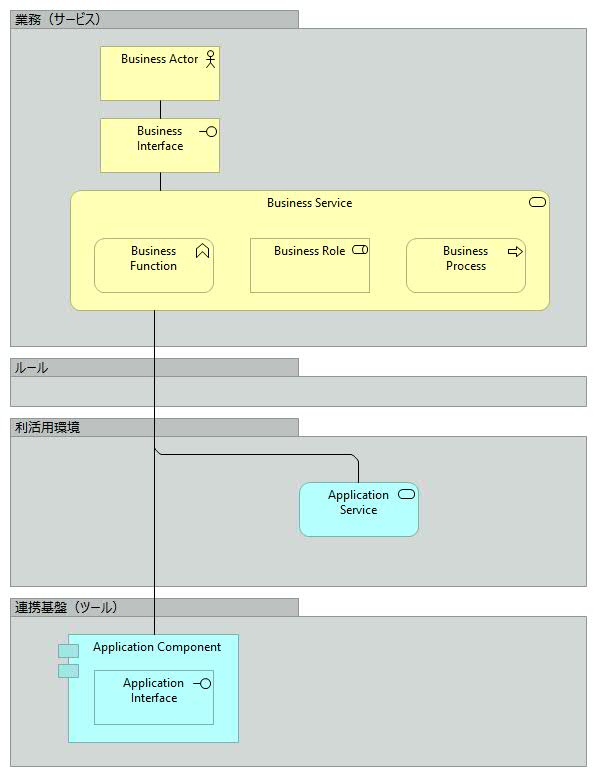 業務（サービス）
Business Actor
Business
Interface
Business Service
Business
Function
Business Role
Business
Process
ルール
利活用環境
Application
Service
連携基盤（ツール）
Application Component
Application
Interface